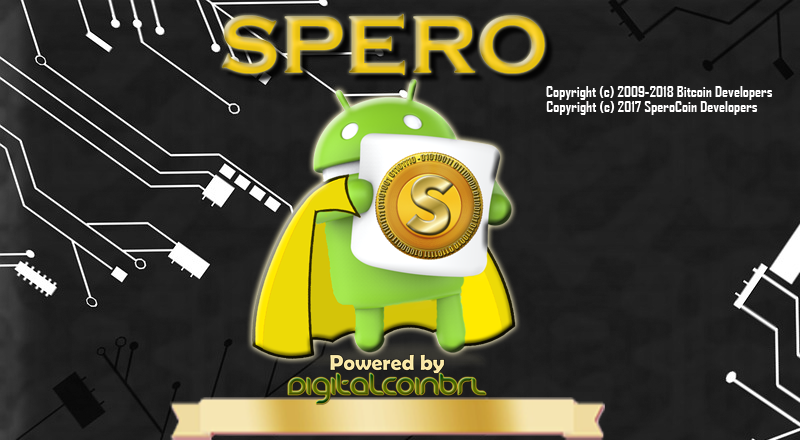 SPERO
Copyright (c) 2009-2018 Bitcoin Developers
Copyright (c) 2017 SperoCoin Developers
S
Powered by
Digitalcoinbrl